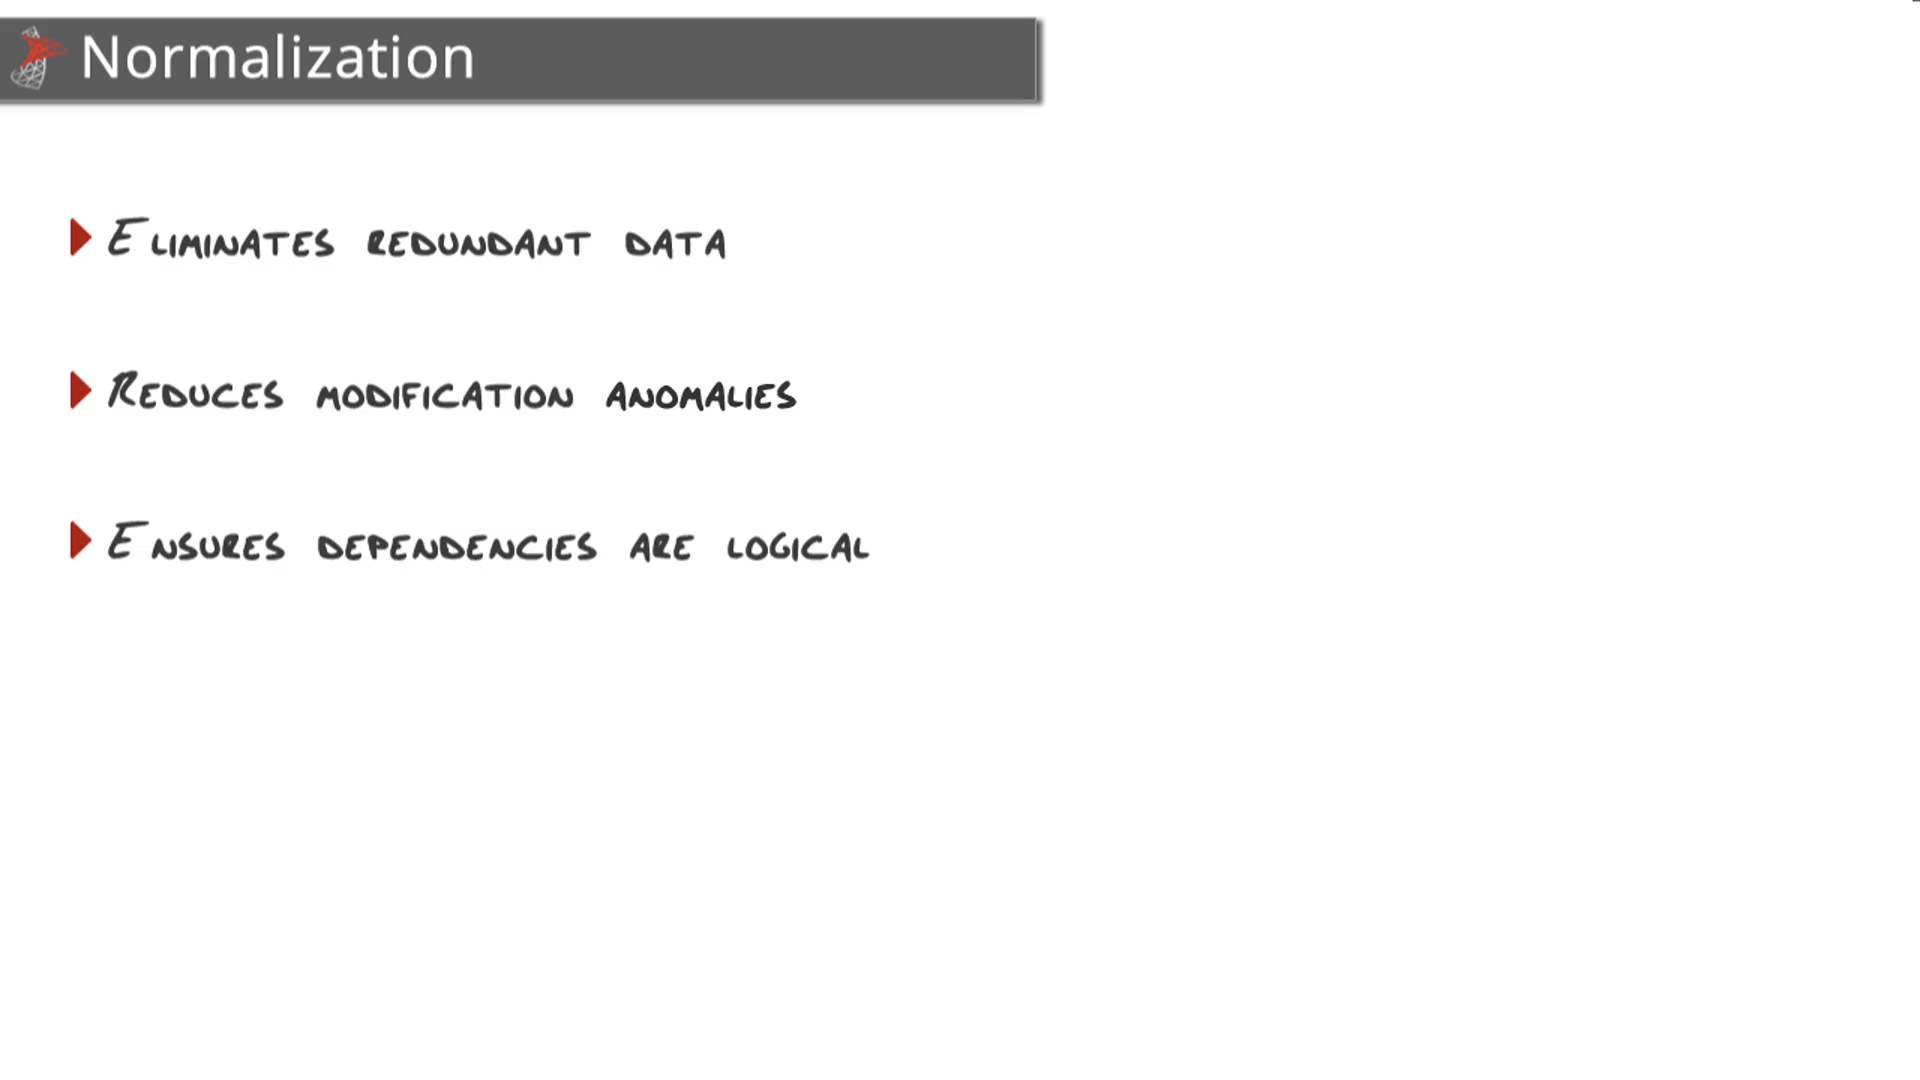 Normalization
Eliminates redundant data
Reduces modification anomalies
Ensures dependencies are logical